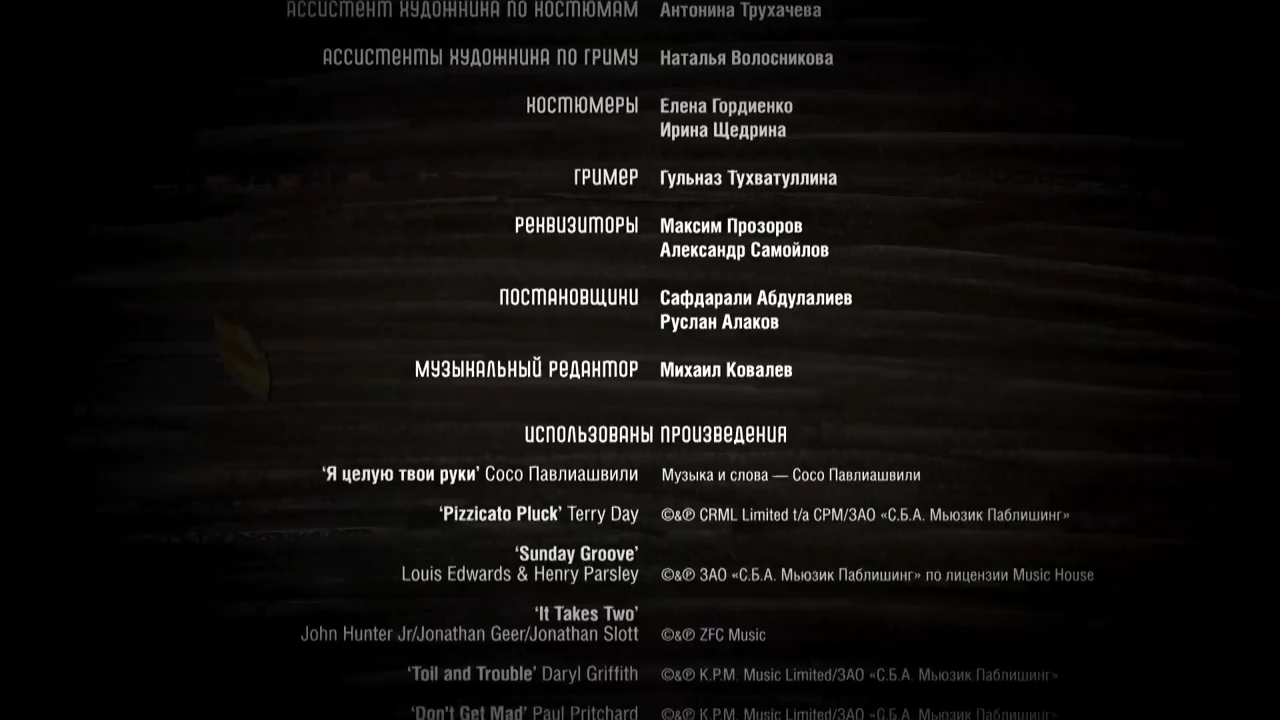 АССИСТЕНТ ХУДОЖНИКА ПО КОСТЮМАМ Антонина Трухачева
АССИСТЕНТЫ ХУДОЖНИКА ПО ГРИМУ Наталья Волосникова
КОСТЮМЕРЫ Елена Гордиенко
Ирина Щедрина
ГРИМЕР Гульназ Тухватуллина
РЕКВИЗИТОРЫ Максим Прозоров
Александр Самойлов
ПОСТАНОВЩИКИ Сафдарали Абдулалиев
Руслан Алаков
МУЗЫКАЛЬНЫЙ РЕДАКТОР Михаил Ковалев
ИСПОЛЬЗОВАНЫ ПРОИЗВЕДЕНИЯ
‘Я целую твои руки’ Сосо Павлиашвили Музыка и слова — Сосо Павлиашвили
‘Pizzicato Pluck’ Terry Day ©&℗ CRML Limited t/a CPM/ЗАО «С.Б.А. Мьюзик Паблишинг»
‘Sunday Groove’
Louis Edwards & Henry Parsley ©&℗ ЗАО «С.Б.А. Мьюзик Паблишинг» по лицензии Music House
‘It Takes Two’
John Hunter Jr/Jonathan Geer/Jonathan Slott ©&℗ ZFC Music
‘Toil and Trouble’ Daryl Griffith ©&℗ K.P.M. Music Limited/ЗАО «С.Б.А. Мьюзик Паблишинг»
‘Don't Get Mad’ Paul Pritchard ©&℗ K.P.M. Music Limited/ЗАО «С.Б.А. Мьюзик Паблишинг»